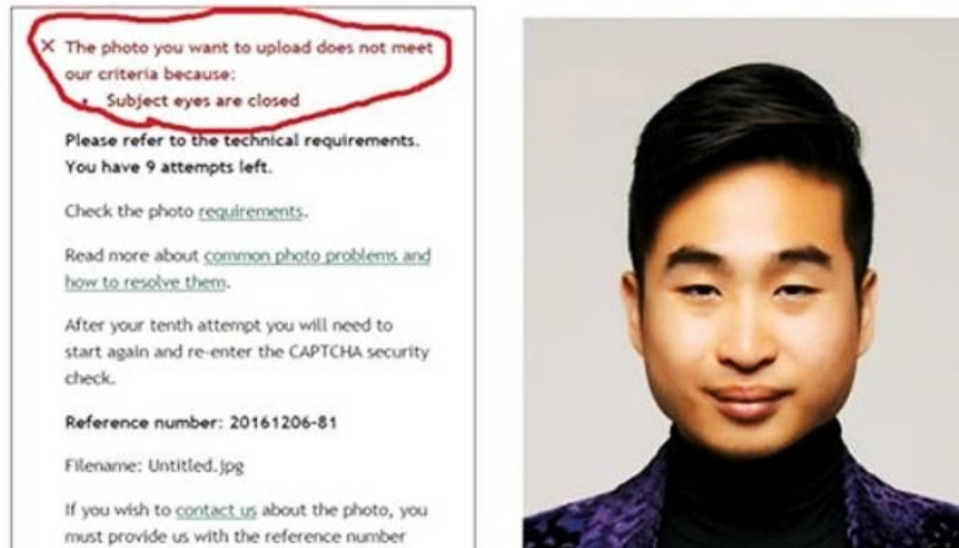 X The photo you want to upload does not meet
our criteria because:
• Subject eyes are closed
Please refer to the technical requirements.
You have 9 attempts left.
Check the photo requirements.
Read more about common photo problems and
how to resolve them.
After your tenth attempt you will need to
start again and re-enter the CAPTCHA security
check.
Reference number: 20161206-81
Filename: Untitled.jpg
If you wish to contact us about the photo, you
must provide us with the reference number